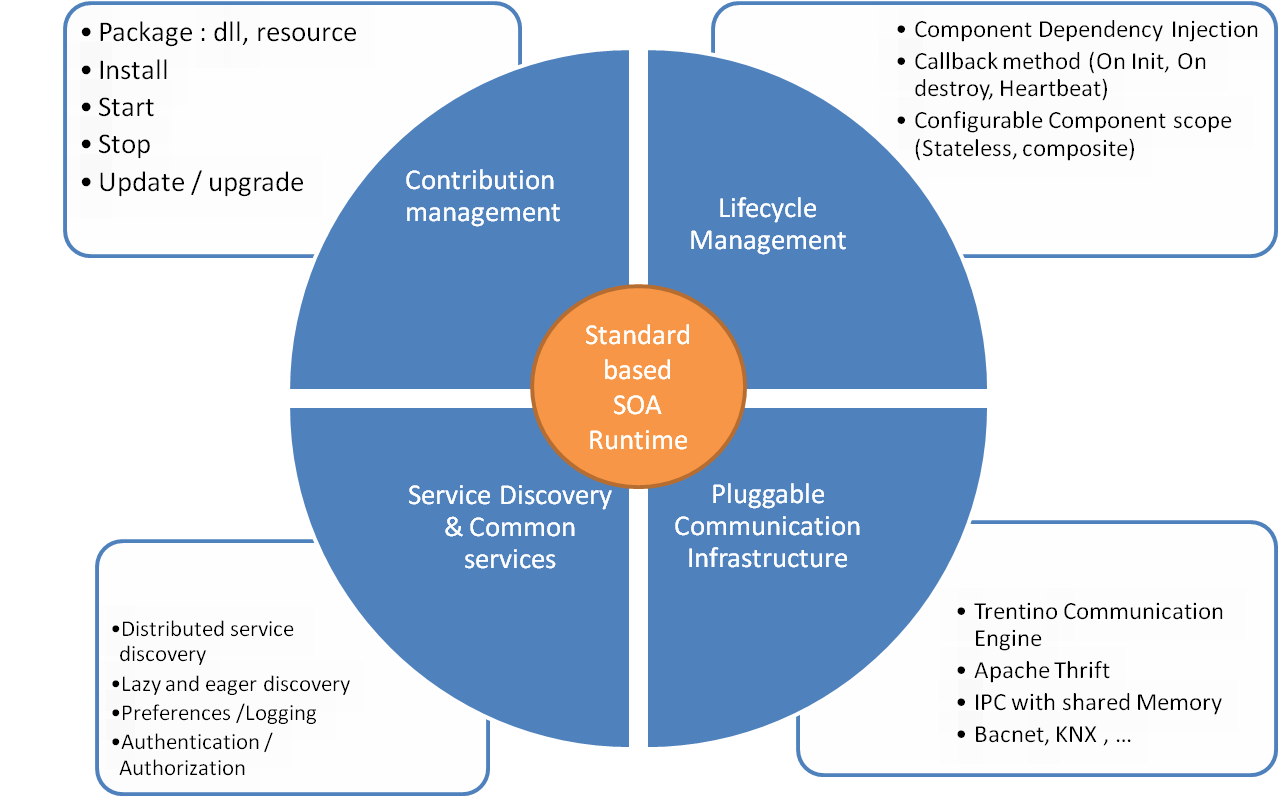 • Package : dll, resource
• Install
• Start
• Stop
• Update / upgrade
• Component Dependency Injection
• Callback method (On Init, On
destroy, Heartbeat)
• Configurable Component scope
(Stateless, composite)
Contribution
management
Lifecycle
Management
Standard
based
SOA
Runtime
Service Discovery
& Common
services
Pluggable
Communication
Infrastructure
•Distributed service
discovery
•Lazy and eager discovery
•Preferences /Logging
•Authentication /
Authorization
• Trentino Communication
Engine
• Apache Thrift
• IPC with shared Memory
• Bacnet, KNX , ...